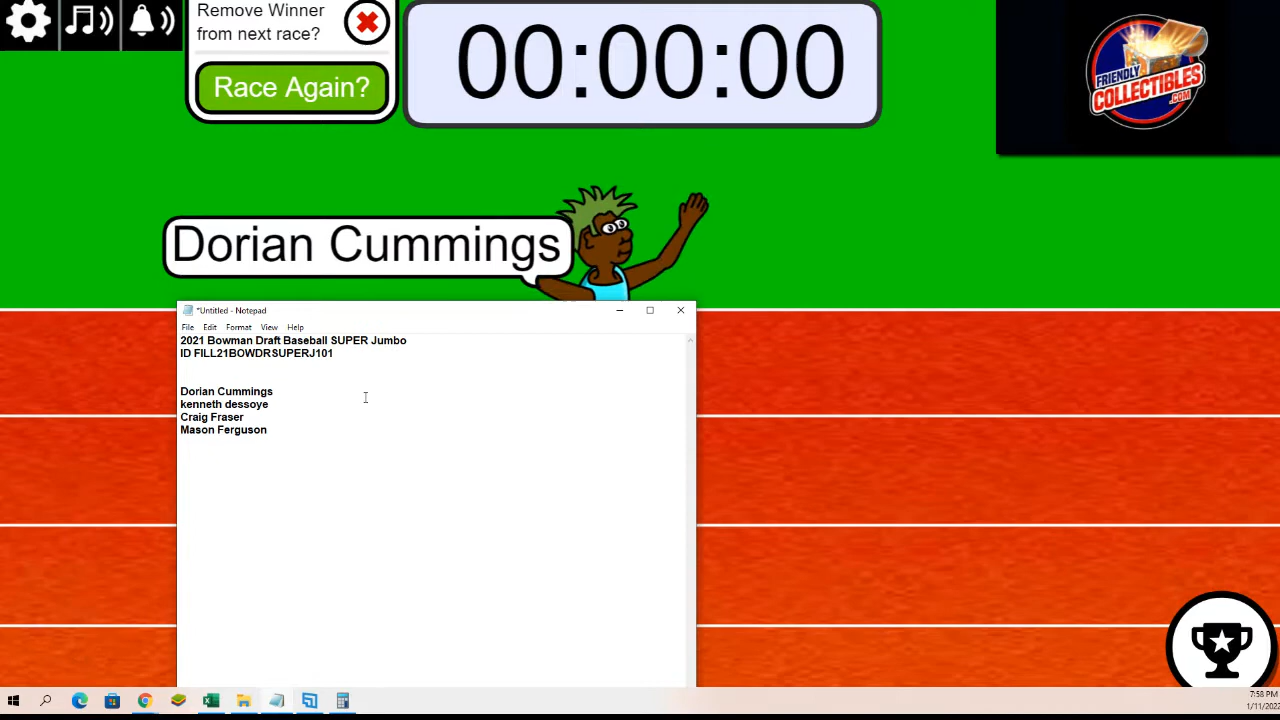 Remove Winner
from next race?
Race Again?
00:00:00
FRIENDLY
COLLECTIBLES
.COM
Dorian Cummings
*Untitled - Notepad
File Edit Format View Help
2021 Bowman Draft Baseball SUPER Jumbo
ID FILL21BOWDRSUPERJ101
Dorian Cummings
kenneth dessoye
Craig Fraser
Mason Ferguson
7:58 PM
1/11/2022